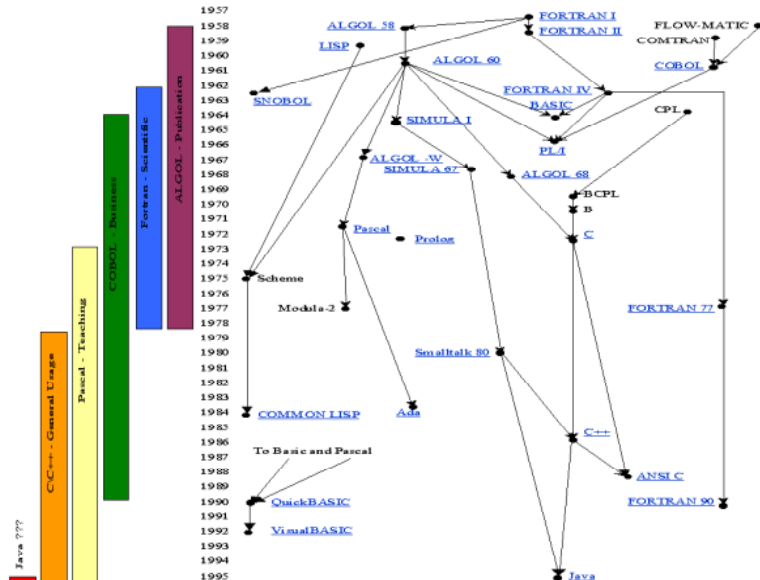 1957
1958
1959
1960
1961
1962
1963
1964
1965
1966
1967
1968
1969
1970
1971
1972
1973
1974
1975
1976
1977
1978
1979
1980
1981
1982
1983
1984
1985
1986
1987
1988
1989
1990
1991
1992
1993
1994
1995
Java ???
C\C++ - General Usage
Pascal - Teaching
COBOL - Business
Fortran - Scientific
ALGOL - Publication
FORTRAN I
ALGOL 58
FORTRAN II
FLOW-MATIC
LISP
COMTRAN
ALGOL 60
COBOL
FORTRAN IV
SNOBOL
BASIC
CPL
SIMULA I
PL/I
ALGOL -W
SIMULA 67
ALGOL 68
BCPL
B
Pascal
Prolog
C
Scheme
Modula-2
FORTRAN 77
Smalltalk 80
COMMON LISP
Ada
C++
To Basic and Pascal
ANSI C
QuickBASIC
FORTRAN 90
VisualBASIC
Java